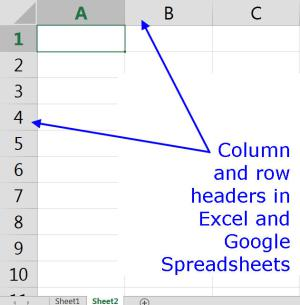 A B C
1
2
3
4
5
6
7
8
9
10
Column
and row
headers in
Excel and
Google
Spreadsheets
Sheet1 Sheet2